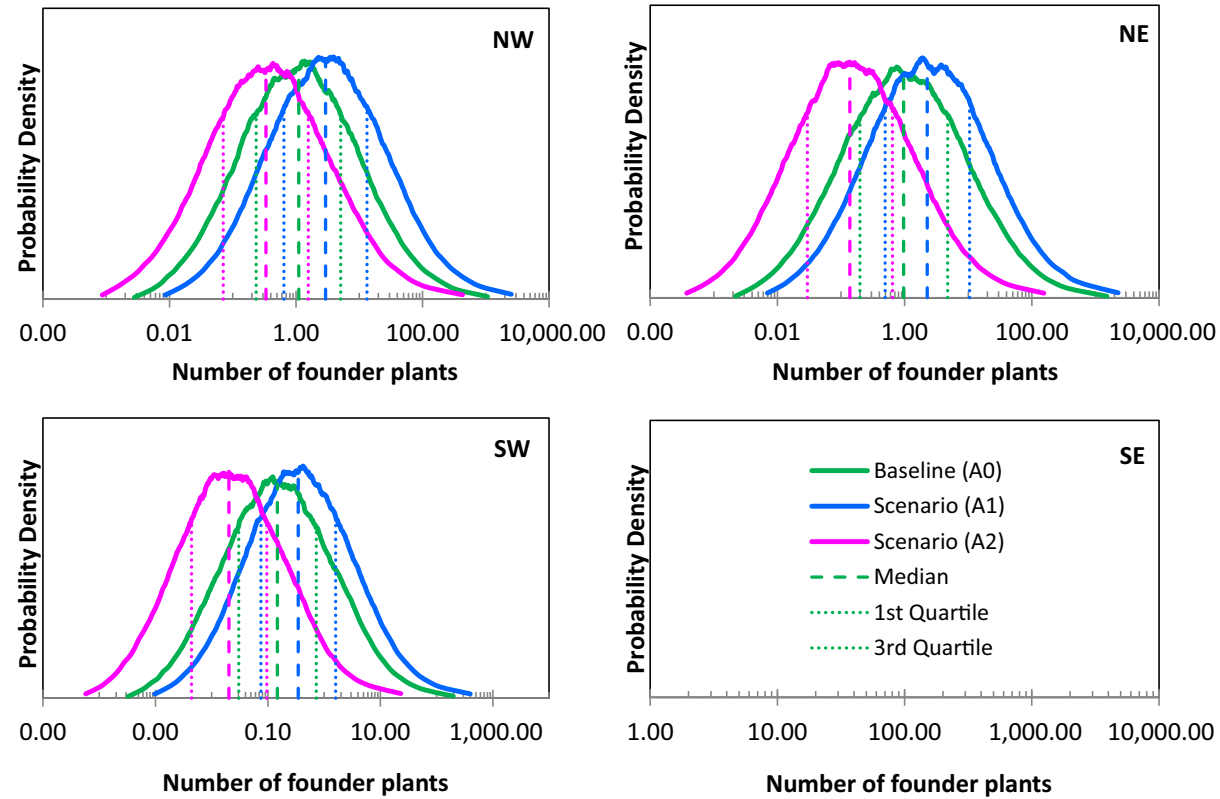 NW
Probability Density
0.00 0.01 1.00 100.00 10,000.00
Number of founder plants
NE
Probability Density
0.00 0.01 1.00 100.00 10,000.00
Number of founder plants
SW
Probability Density
0.00 0.00 0.10 10.00 1,000.00
Number of founder plants
SE
Probability Density
Baseline (A0)
Scenario (A1)
Scenario (A2)
Median
1st Quartile
3rd Quartile
1.00 10.00 100.00 1,000.00 10,000.00
Number of founder plants